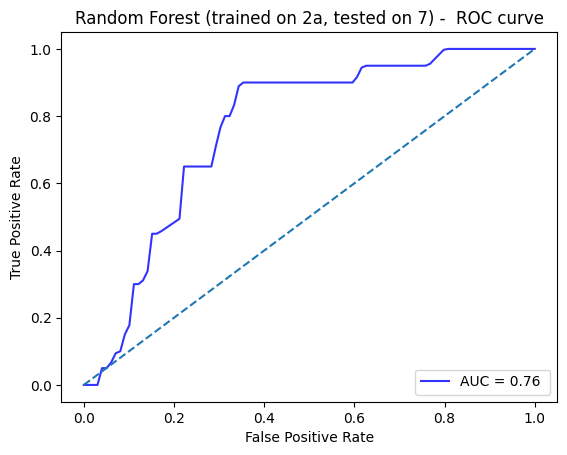 Random Forest (trained on 2a, tested on 7) -  ROC curve
1.0
0.8
0.6
0.4
0.2
0.0
True Positive Rate
AUC = 0.76
0.0 0.2 0.4 0.6 0.8 1.0
False Positive Rate